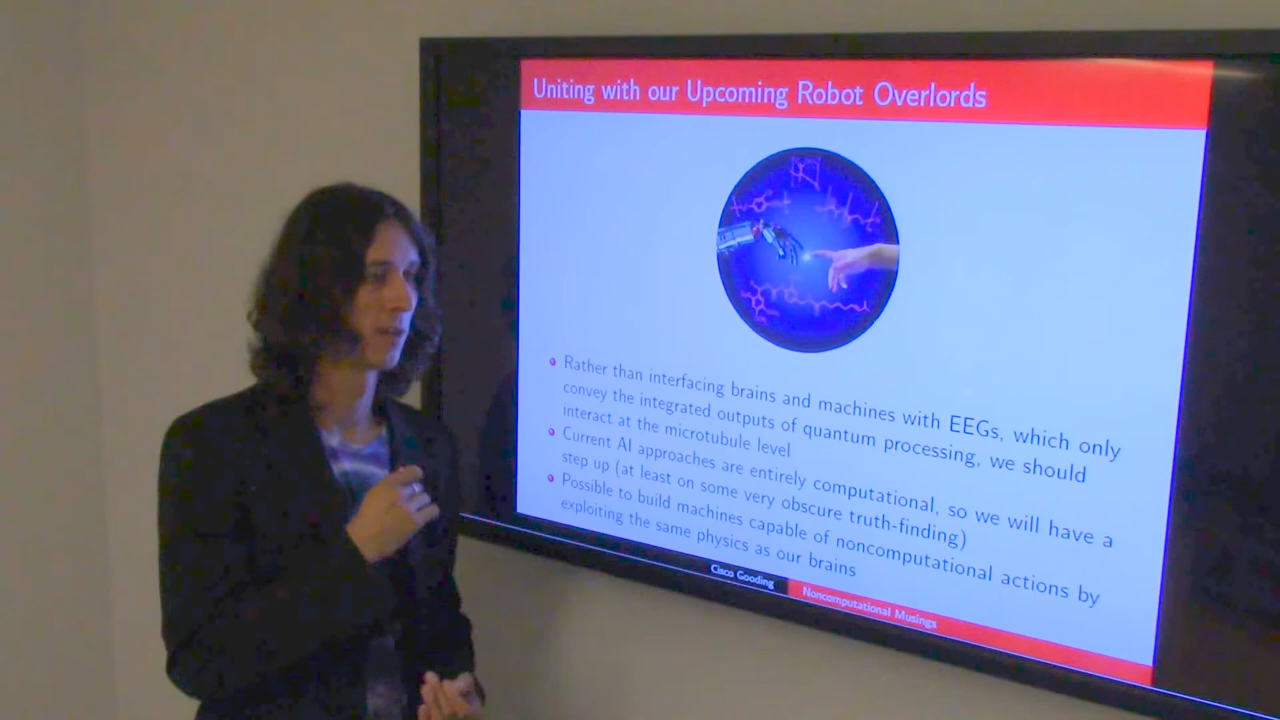 Uniting with our Upcoming Robot Overlords
Rather than interfacing brains and machines with EEGs, which only
convey the integrated outputs of quantum processing, we should
interact at the microtubule level
Current AI approaches are entirely computational, so we will have a
step up (at least on some very obscure truth-finding)
Possible to build machines capable of noncomputational actions by
exploiting the same physics as our brains
Cisco Gooding
Noncomputational Musings